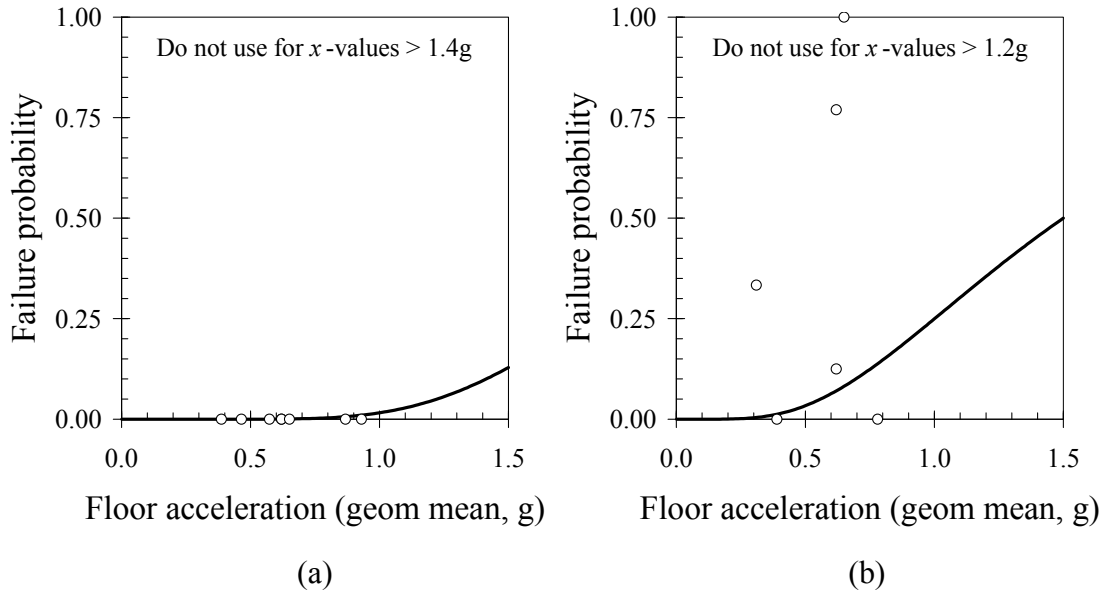 Do not use for x-values > 1.4g
Failure probability
1.00
0.75
0.50
0.25
0.00
0.0 0.5 1.0 1.5
Floor acceleration (geom mean, g)
(a)
Do not use for x-values > 1.2g
Failure probability
1.00
0.75
0.50
0.25
0.00
0.0 0.5 1.0 1.5
Floor acceleration (geom mean, g)
(b)